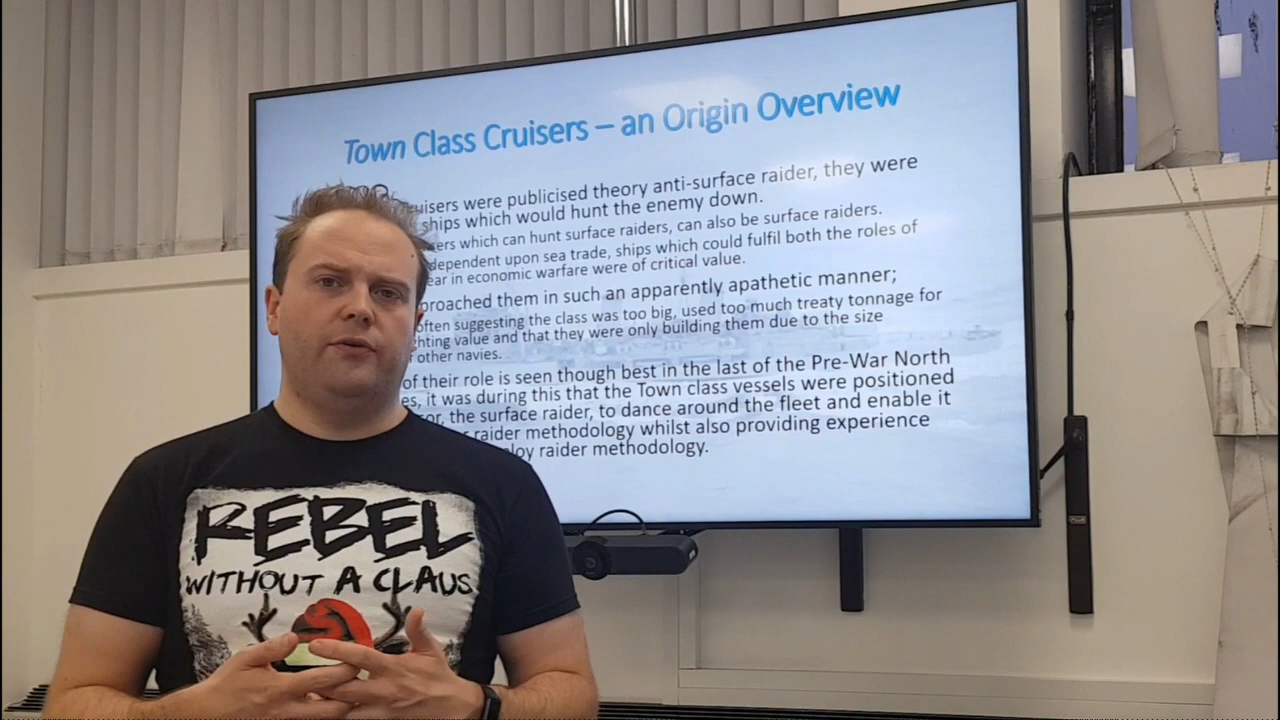 Town Class Cruisers – an Origin Overview
cruisers were publicised theory anti-surface raider, they were
ships which would hunt the enemy down.
which can hunt surface raiders, can also be surface raiders.
dependent upon sea trade, ships which could fulfil both the roles of
in economic warfare were of critical value.
them in such an apparently apathetic manner;
often suggesting the class was too big, used too much treaty tonnage for
value and that they were only building them due to the size
other navies.
of their role is seen though best in the last of the Pre-War North
it was during this that the Town class vessels were positioned
the surface raider, to dance around the fleet and enable it
raider methodology whilst also providing experience
raider methodology.
REBEL
WITHOUT A CLAUS